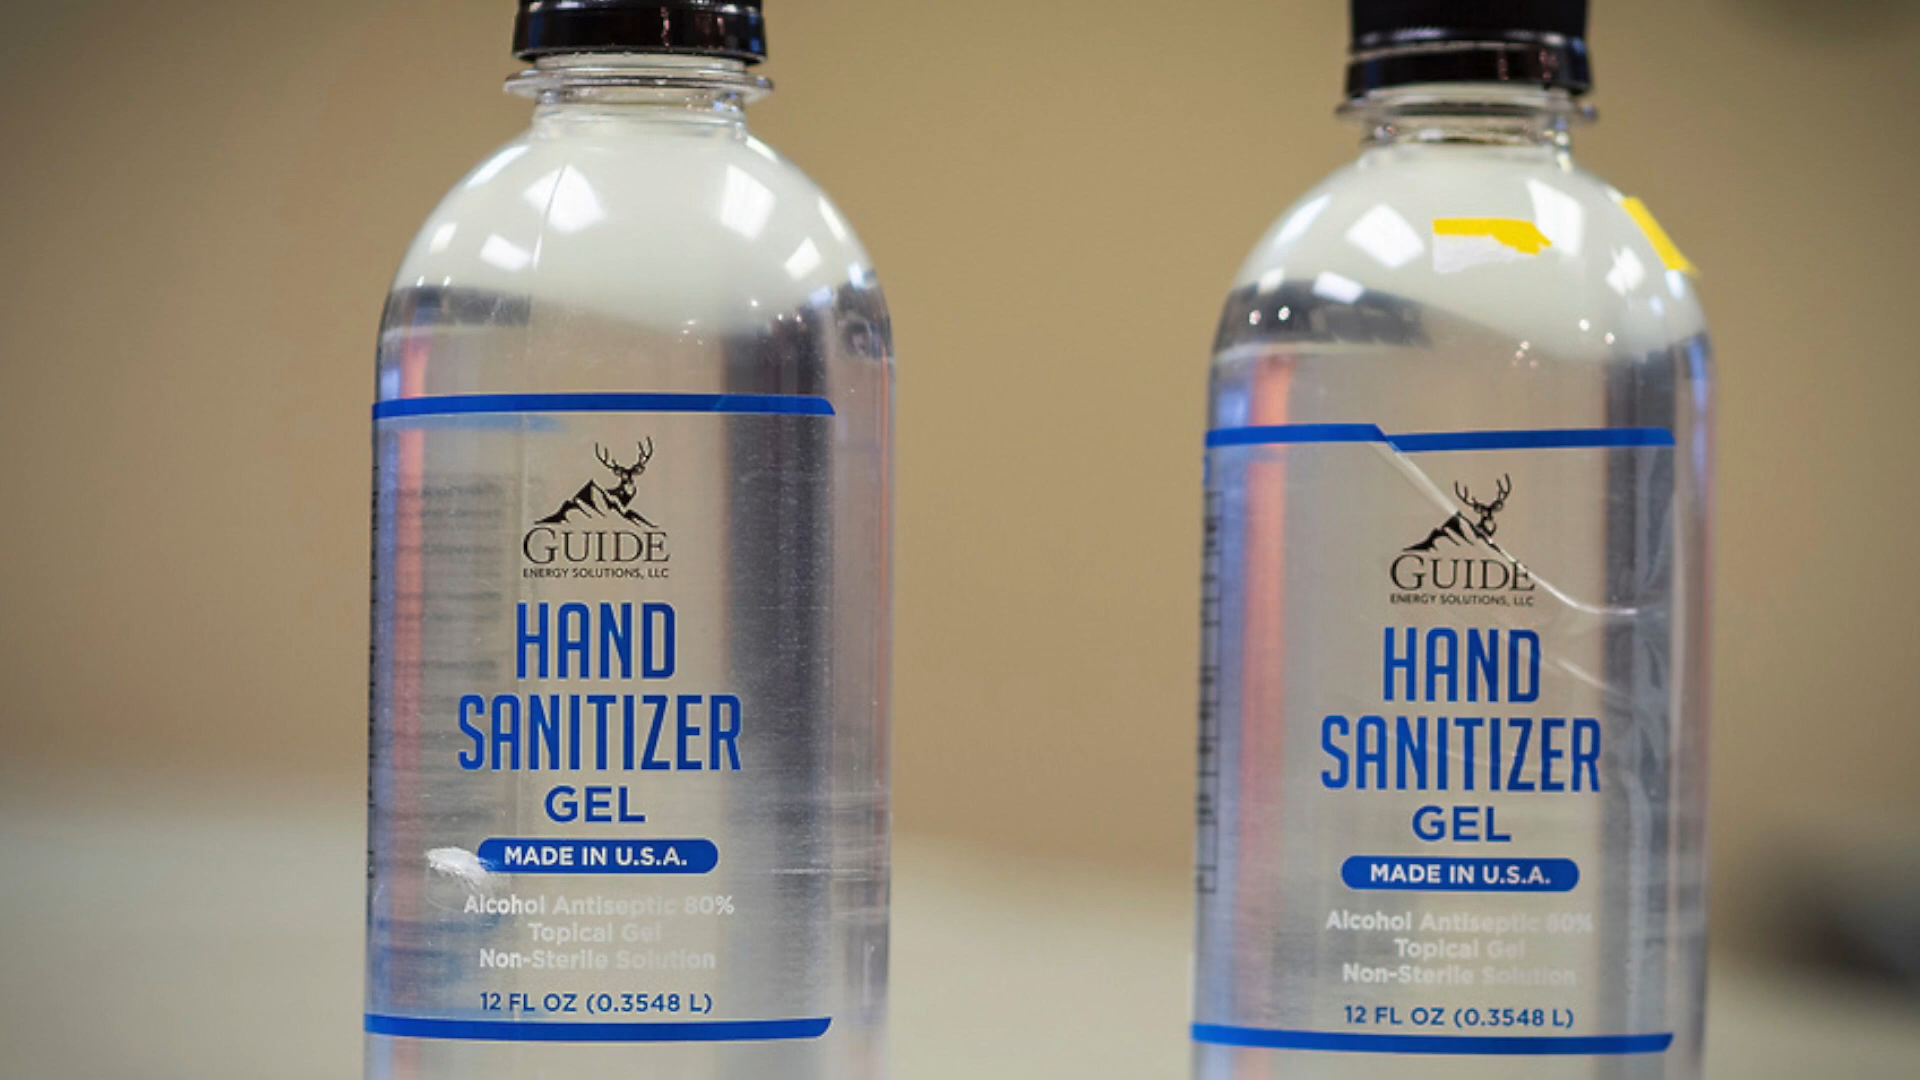 GUIDE
ENERGY SOLUTIONS, LLC
HAND
SANITIZER
GEL
MADE IN U.S.A.
Alcohol Antiseptic 80%
Topical Gel
Non-Sterile Solution
12 FL OZ (0.3548 L)
GUIDE
ENERGY SOLUTIONS, LLC
HAND
SANITIZER
GEL
MADE IN U.S.A.
Alcohol Antiseptic 80%
Topical Gel
Non-Sterile Solution
12 FL OZ (0.3548 L)